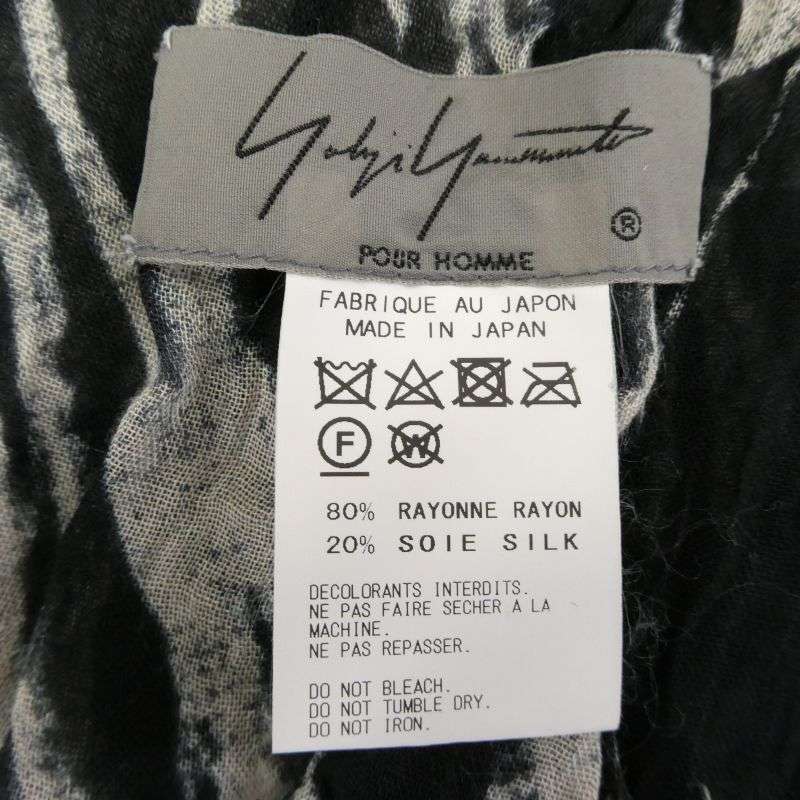 Yohji Yamamoto
®
POUR HOMME
FABRIQUE AU JAPON
MADE IN JAPAN
F W
80% RAYONNE RAYON
20% SOIE SILK
DECOLORANTS INTERDITS.
NE PAS FAIRE SECHER A LA
MACHINE.
NE PAS REPASSER.
DO NOT BLEACH.
DO NOT TUMBLE DRY.
DO NOT IRON.